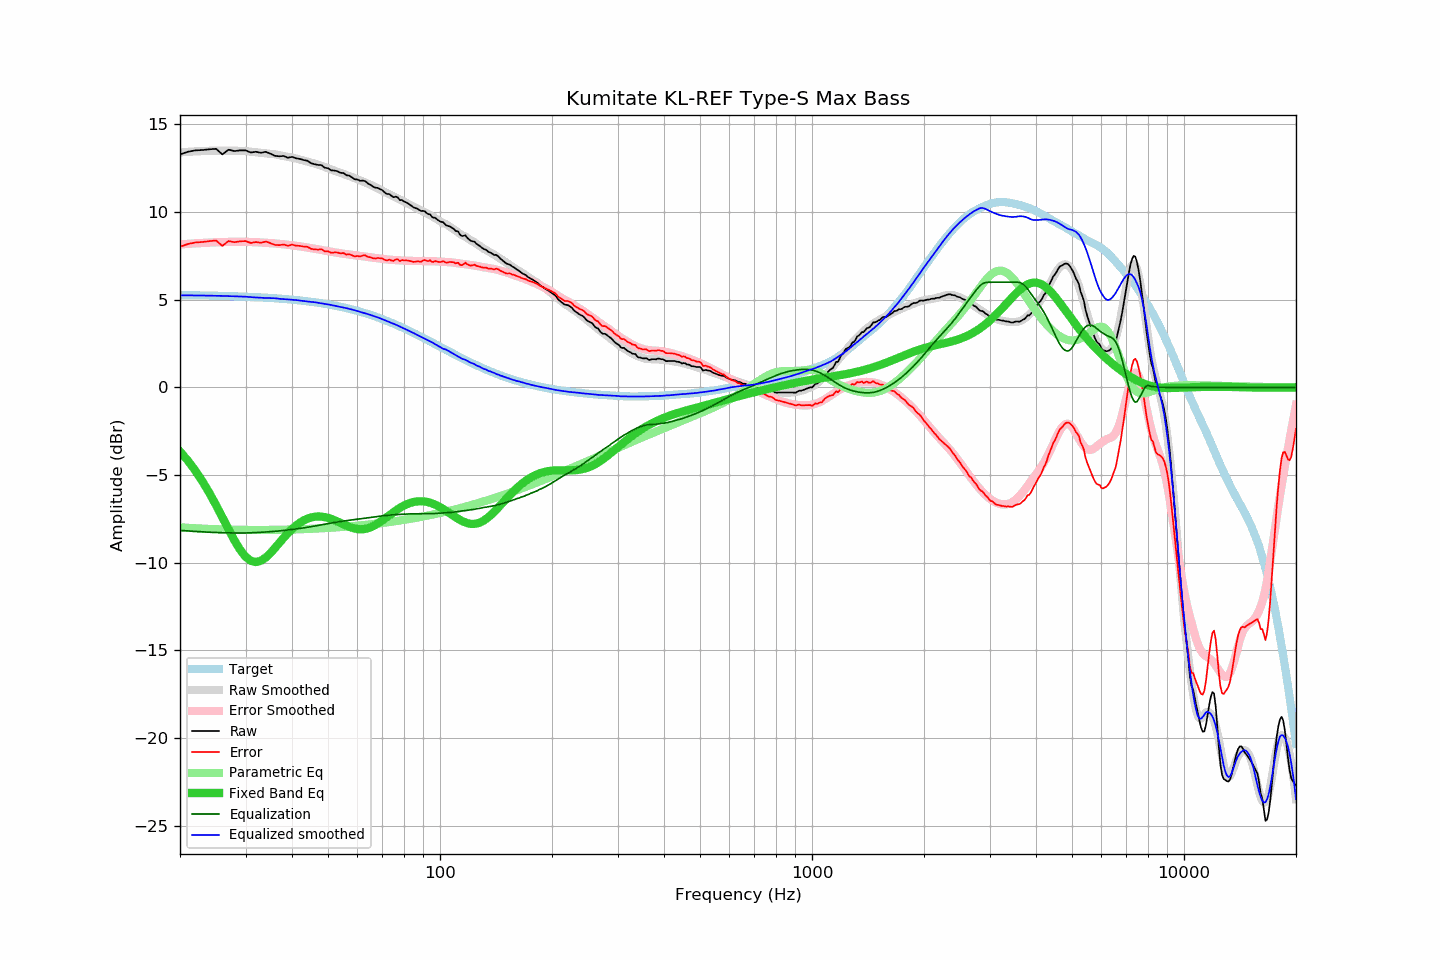 Kumitate KL-REF Type-S Max Bass
15
10
5
0
−5
−10
−15
−20
−25
Amplitude (dBr)
Target
Raw Smoothed
Error Smoothed
Raw
Error
Parametric Eq
Fixed Band Eq
Equalization
Equalized smoothed
100
1000
10000
Frequency (Hz)